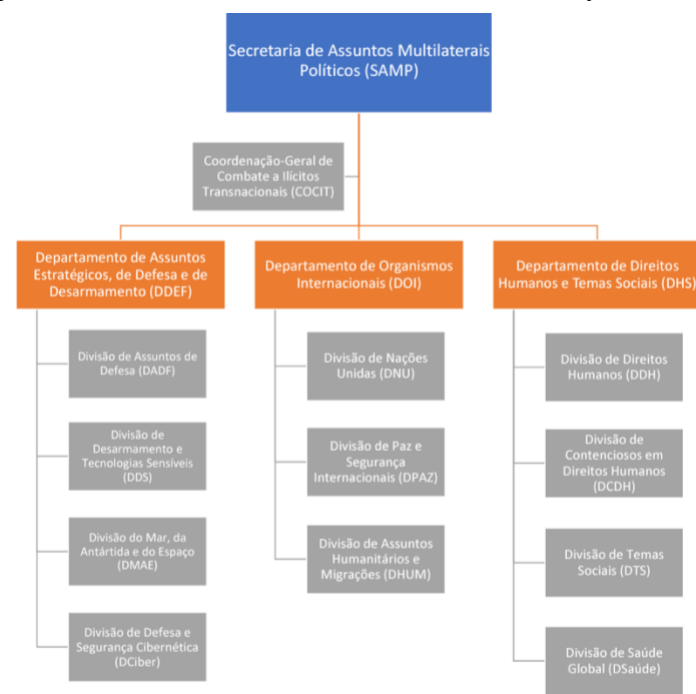 Secretaria de Assuntos Multilaterais
Políticos (SAMP)
Coordenação-Geral de
Combate a Ilícitos
Transnacionais (COCIT)
Departamento de Assuntos
Estratégicos, de Defesa e de
Desarmamento (DDEF)
Departamento de Organismos
Internacionais (DOI)
Departamento de Direitos
Humanos e Temas Sociais (DHS)
Divisão de Assuntos de
Defesa (DADF)
Divisão de
Desarmamento e
Tecnologias Sensíveis
(DDS)
Divisão do Mar, da
Antártida e do Espaço
(DMAE)
Divisão de Defesa e
Segurança Cibernética
(DCiber)
Divisão de Nações
Unidas (DNU)
Divisão de Paz e
Segurança
Internacionais (DPAZ)
Divisão de Assuntos
Humanitários e
Migrações (DHUM)
Divisão de Direitos
Humanos (DDH)
Divisão de
Contenciosos em
Direitos Humanos
(DCDH)
Divisão de Temas
Sociais (DTS)
Divisão de Saúde
Global (DSaúde)